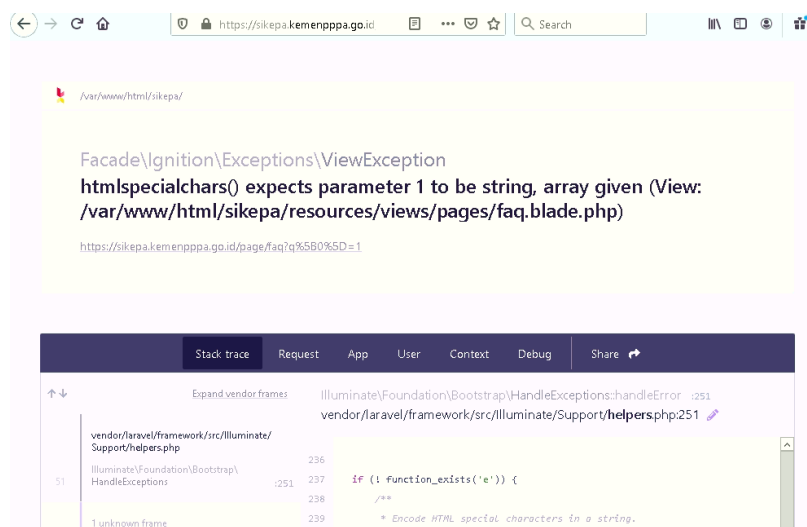 https://sikepa.kemenpppa.go.id
Search
/var/www/html/sikepa/
Facade\Ignition\Exceptions\ViewException
htmlspecialchars() expects parameter 1 to be string, array given (View:
/var/www/html/sikepa/resources/views/pages/faq.blade.php)
https://sikepa.kemenpppa.go.id/page/faq?q%5B0%5D=1
Stack trace Request App User Context Debug Share
Expand vendor frames
Illuminate\Foundation\Bootstrap\HandleExceptions::handleError :251
vendor/laravel/framework/src/Illuminate/Support/helpers.php:251
vendor/laravel/framework/src/Illuminate/
Support/helpers.php
51 Illuminate\Foundation\Bootstrap\
HandleExceptions :251
1 unknown frame
236
237 if (! function_exists('e')) {
238 /**
239 * Encode HTML special characters in a string.